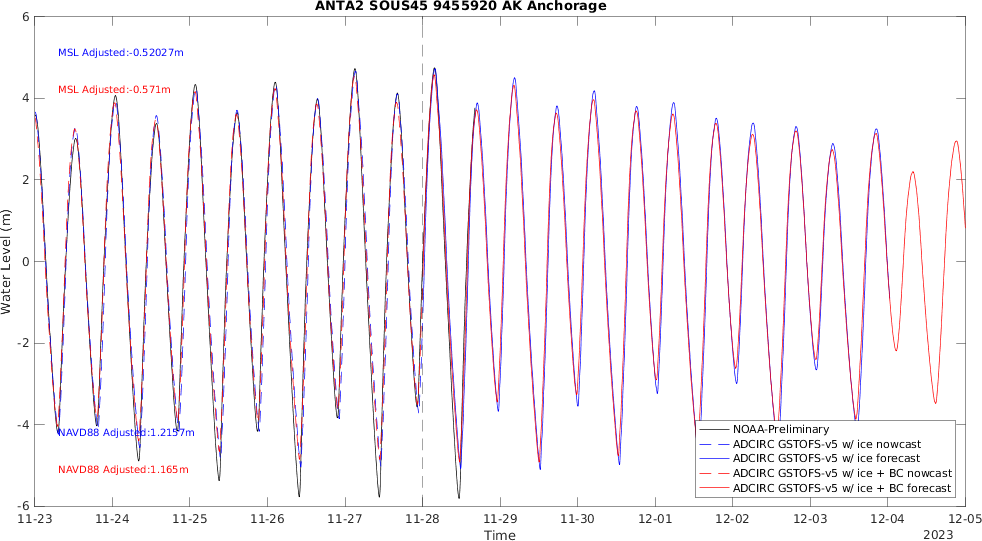 ANTA2 SOUS45 9455920 AK Anchorage
6
4
2
0
-2
-4
-6
Water Level (m)
MSL Adjusted:-0.52027m
MSL Adjusted:-0.571m
NAVD88 Adjusted:1.2157m
NAVD88 Adjusted:1.165m
NOAA-Preliminary
ADCIRC GSTOFS-v5 w/ ice nowcast
ADCIRC GSTOFS-v5 w/ ice forecast
ADCIRC GSTOFS-v5 w/ ice + BC nowcast
ADCIRC GSTOFS-v5 w/ ice + BC forecast
11-23 11-24 11-25 11-26 11-27 11-28 11-29 11-30 12-01 12-02 12-03 12-04 12-05
Time
2023